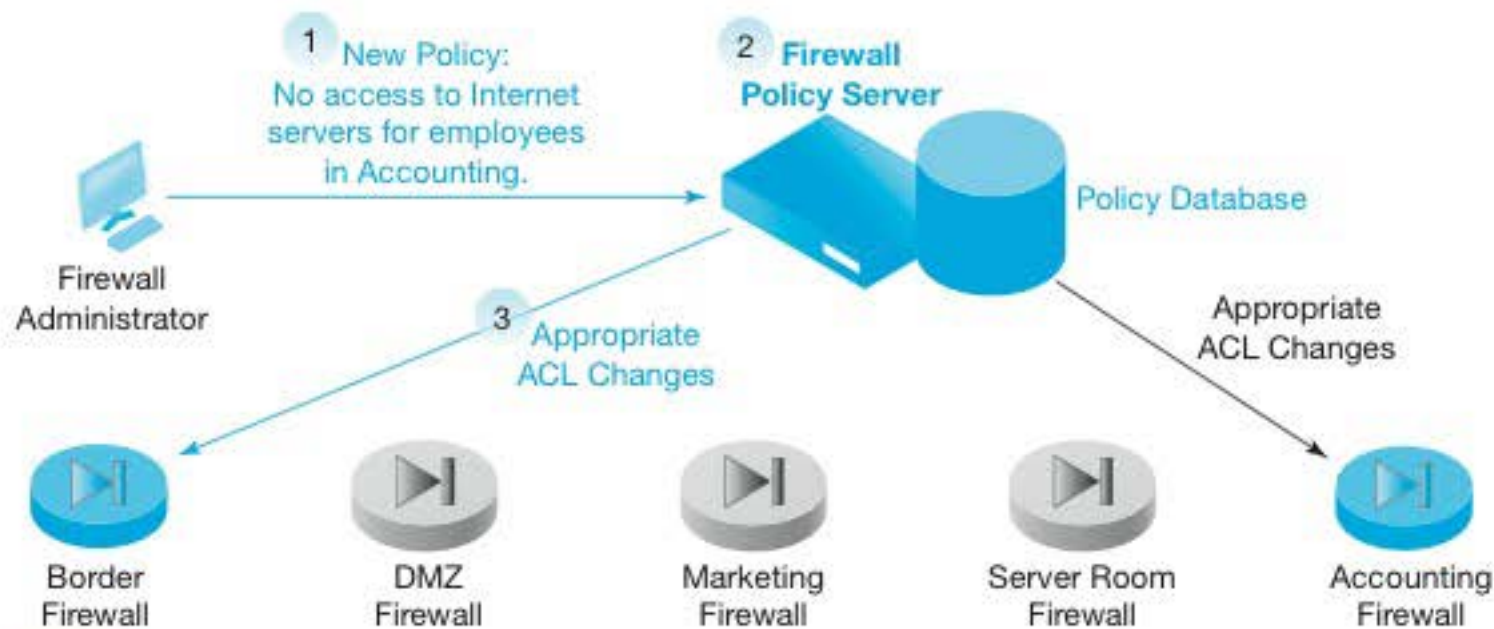 1
New Policy:
No access to Internet
servers for employees
in Accounting.
2
Firewall
Policy Server
Policy Database
Firewall
Administrator
3
Appropriate
ACL Changes
Appropriate
ACL Changes
Border
Firewall
DMZ
Firewall
Marketing
Firewall
Server Room
Firewall
Accounting
Firewall